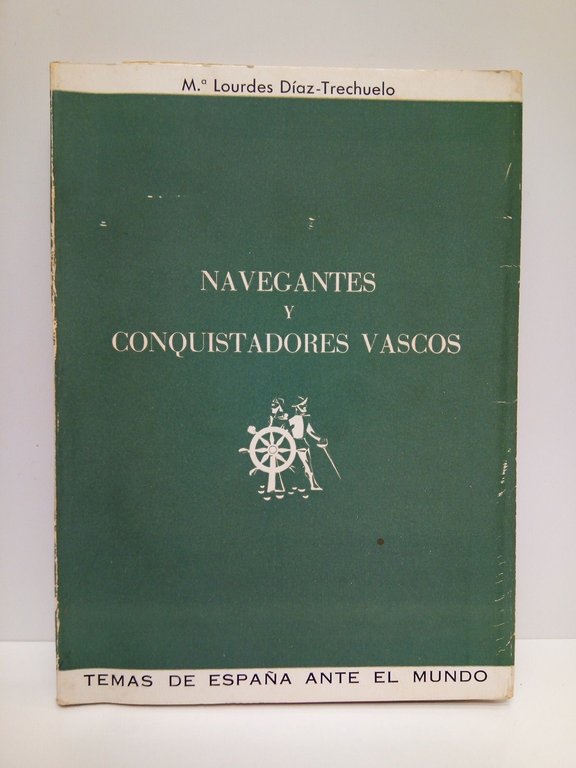 M.ª Lourdes Díaz-Trechuelo
NAVEGANTES
Y
CONQUISTADORES VASCOS
TEMAS DE ESPAÑA ANTE EL MUNDO